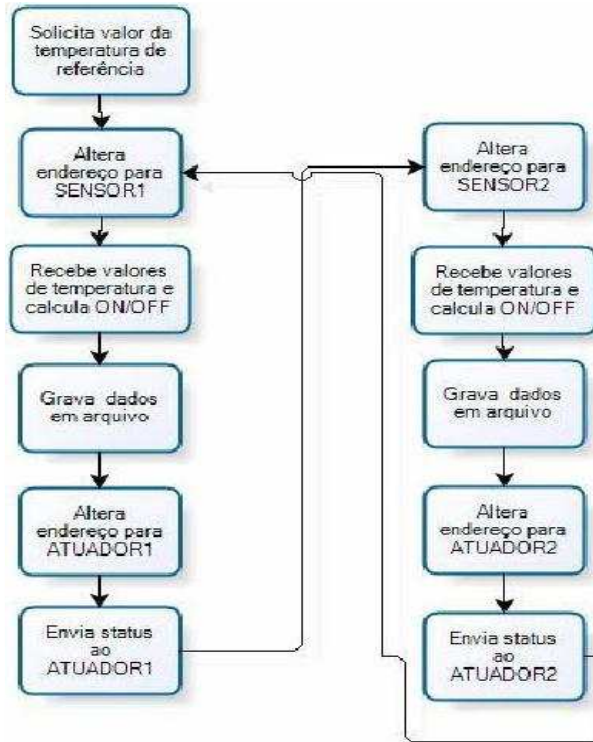 Solicita valor da
temperatura de
referência
Altera
endereço para
SENSOR1
Recebe valores
de temperatura e
calcula ON/OFF
Grava dados
em arquivo
Altera
endereço para
ATUADOR1
Envia status
ao
ATUADOR1
Altera
endereço para
SENSOR2
Recebe valores
de temperatura e
calcula ON/OFF
Grava dados
em arquivo
Altera
endereço para
ATUADOR2
Envia status
ao
ATUADOR2